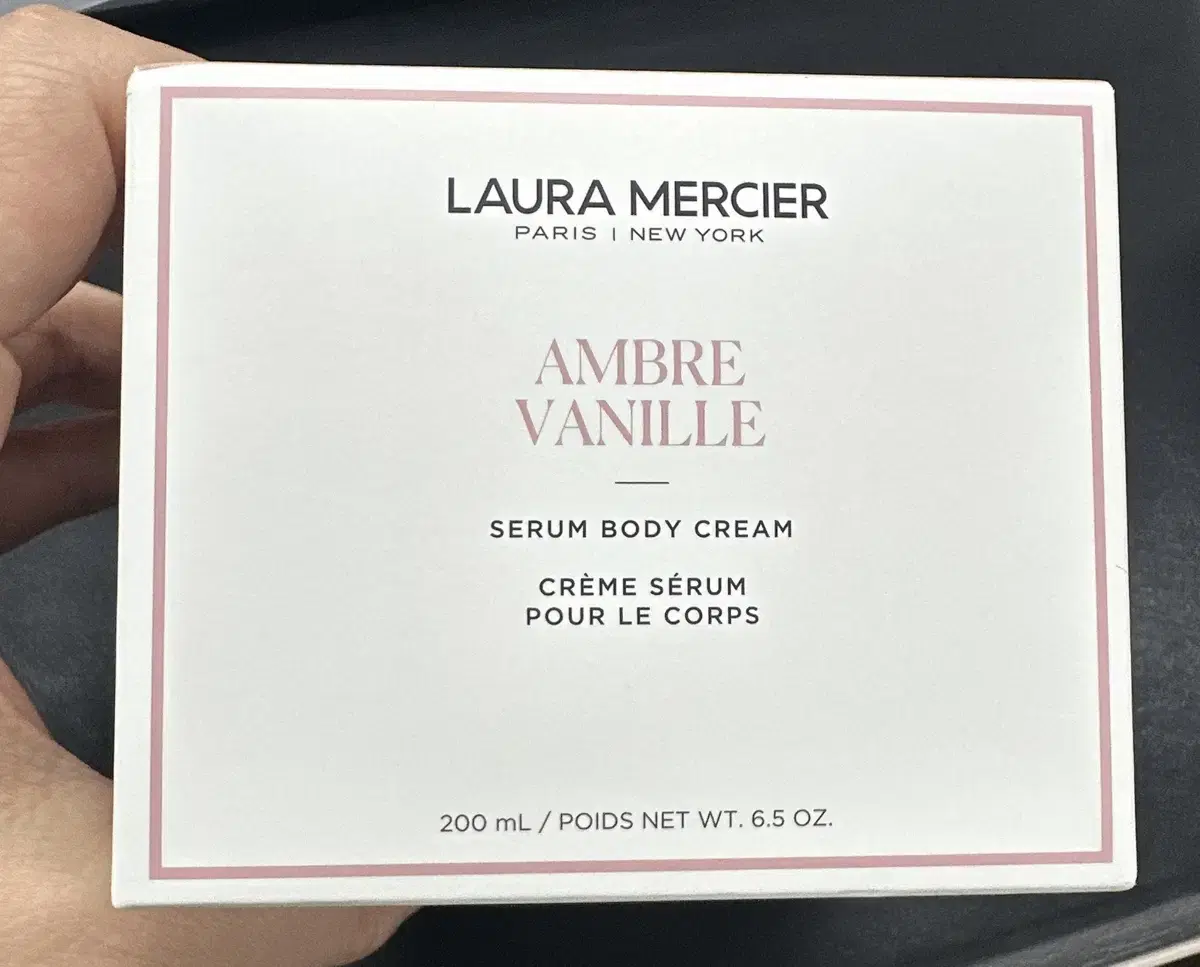 LAURA MERCIER
PARIS | NEW YORK
AMBRE
VANILLE
SERUM BODY CREAM
CRÈME SÉRUM
POUR LE CORPS
200 mL / POIDS NET WT. 6.5 OZ.